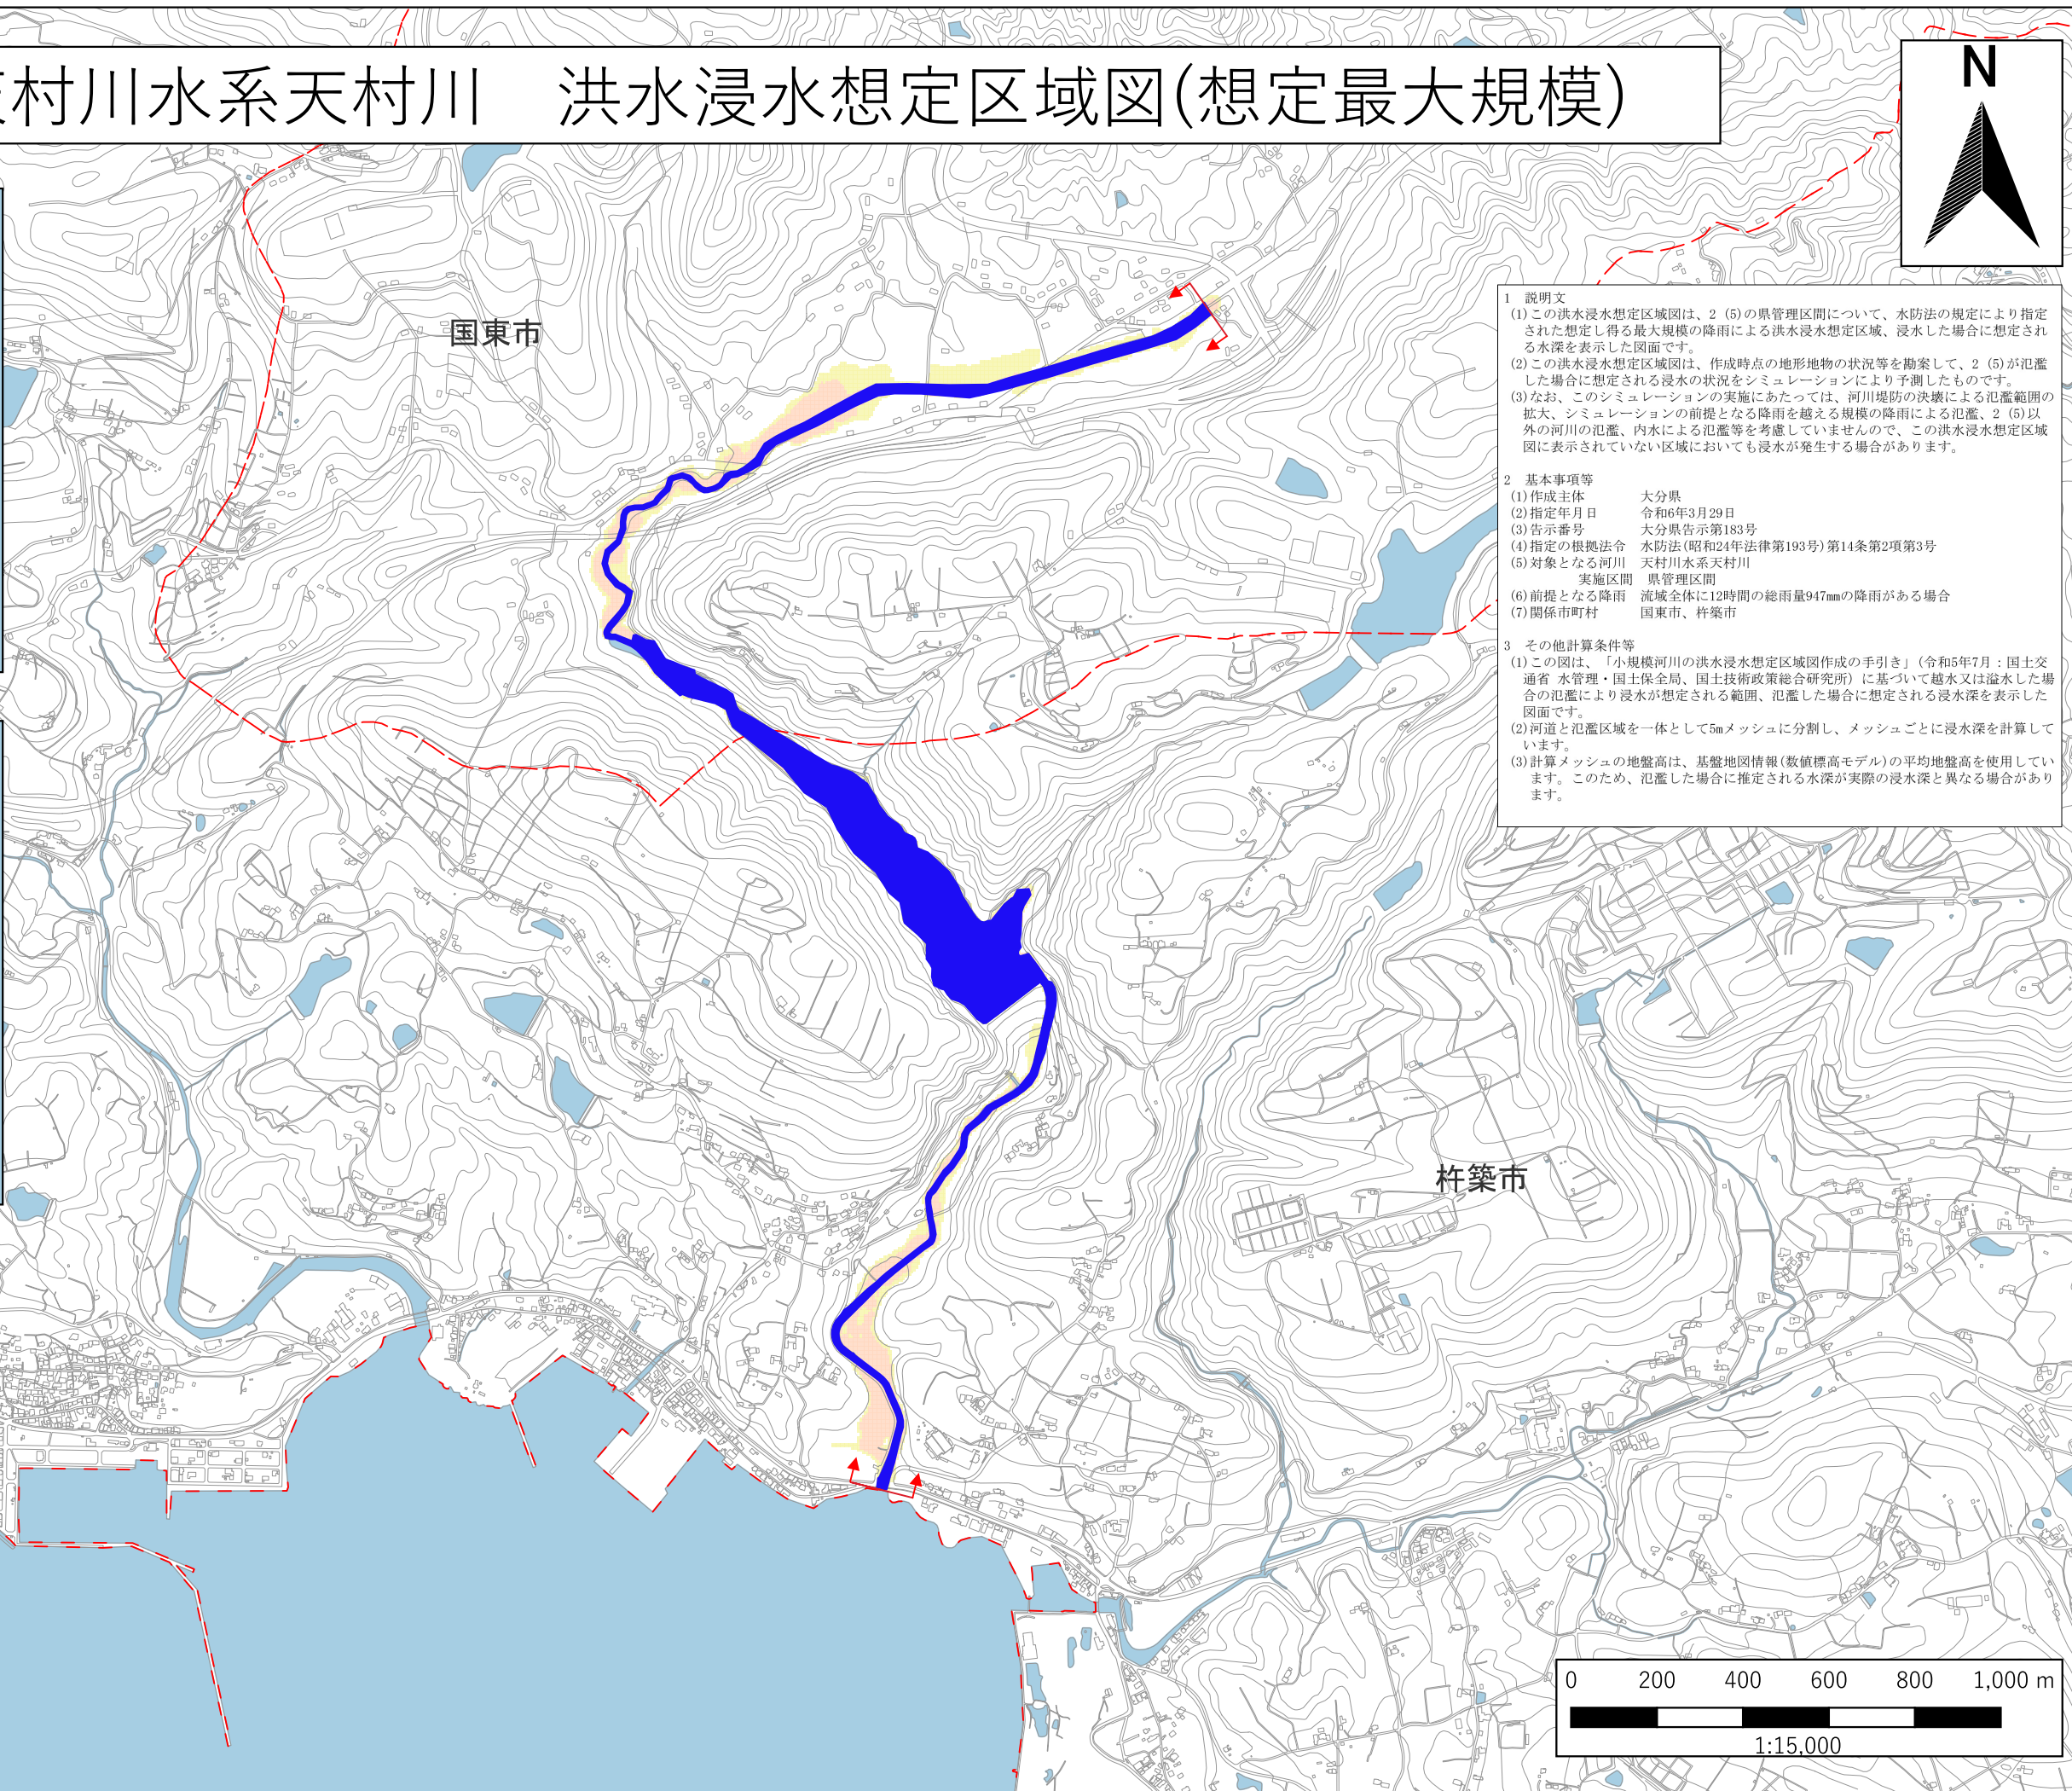 村川水系天村川　洪水浸水想定区域図(想定最大規模)
N
国東市
1　説明文
(1)この洪水浸水想定区域図は、2 (5)の県管理区間について、水防法の規定により指定
された想定し得る最大規模の降雨による洪水浸水想定区域、浸水した場合に想定され
る水深を表示した図面です。
(2)この洪水浸水想定区域図は、作成時点の地形地物の状況等を勘案して、2 (5)が氾濫
した場合に想定される浸水の状況をシミュレーションにより予測したものです。
(3)なお、このシミュレーションの実施にあたっては、河川堤防の決壊による氾濫範囲の
拡大、シミュレーションの前提となる降雨を越える規模の降雨による氾濫、2 (5)以
外の河川の氾濫、内水による氾濫等を考慮していませんので、この洪水浸水想定区域
図に表示されていない区域においても浸水が発生する場合があります。
2　基本事項等
(1)作成主体　大分県
(2)指定年月日　令和6年3月29日
(3)告示番号　大分県告示第183号
(4)指定の根拠法令　水防法(昭和24年法律第193号)第14条第2項第3号
(5)対象となる河川　天村川水系天村川
実施区間　県管理区間
(6)前提となる降雨　流域全体に12時間の総雨量947㎜の降雨がある場合
(7)関係市町村　国東市、杵築市
3　その他計算条件等
(1)この図は、「小規模河川の洪水浸水想定区域図作成の手引き」(令和5年7月：国土交
通省 水管理・国土保全局、国土技術政策総合研究所) に基づいて越水又は溢水した場
合の氾濫により浸水が想定される範囲、氾濫した場合に想定される浸水深を表示した
図面です。
(2)河道と氾濫区域を一体として5mメッシュに分割し、メッシュごとに浸水深を計算して
います。
(3)計算メッシュの地盤高は、基盤地図情報(数値標高モデル)の平均地盤高を使用してい
ます。このため、氾濫した場合に推定される水深が実際の浸水深と異なる場合があり
ます。
杵築市
0 200 400 600 800 1,000 m
1:15,000